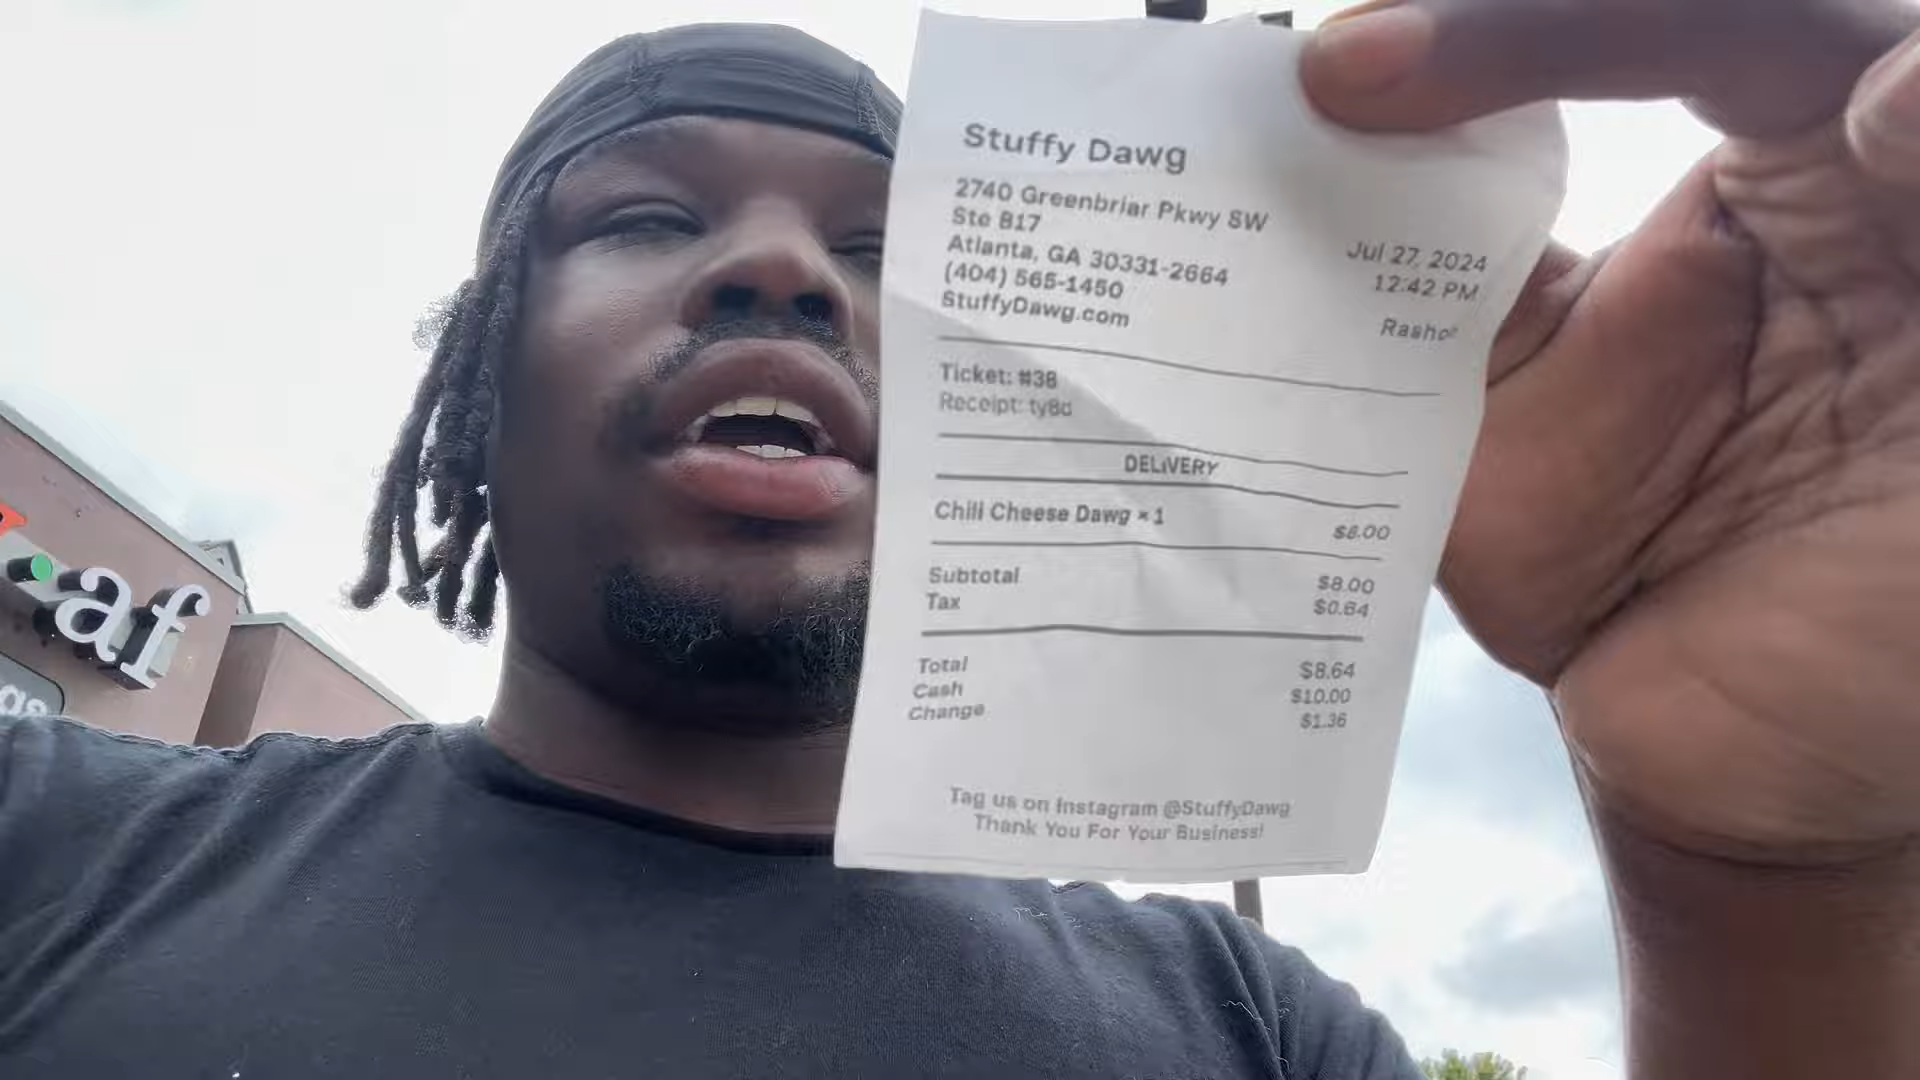 Stuffy Dawg
2740 Greenbriar Pkwy SW
Ste B17
Atlanta, GA 30331-2664
(404) 565-1450
StuffyDawg.com
Jul 27, 2024
12:42 PM
Ticket: #38
Receipt: ty8d
DELIVERY
Chili Cheese Dawg × 1 $8.00
Subtotal $8.00
Tax $0.64
Total $8.64
Cash $10.00
Change $1.36
Tag us on Instagram @StuffyDawg
Thank You For Your Business!
af
gs